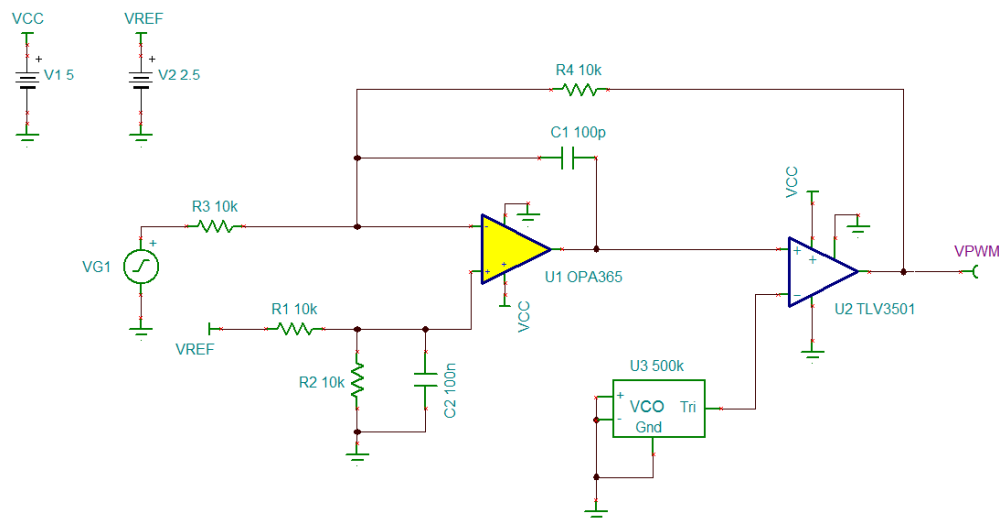 VCC
VREF
+
V1 5
+
V2 2.5
R4 10k
C1 100p
VCC
R3 10k
+
VG1
-
+
+
U1 OPA365
VCC
+
+
-
VPWM
U2 TLV3501
R1 10k
VREF
R2 10k
C2 100n
U3 500k
+
-
VCO
Tri
Gnd